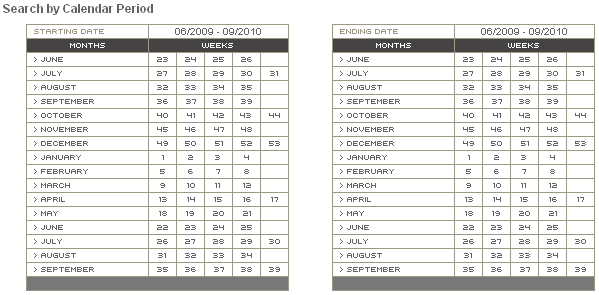 Search by Calendar Period
STARTING DATE 06/2009 - 09/2010
MONTHS WEEKS
> JUNE 23 24 25 26
> JULY 27 28 29 30 31
> AUGUST 32 33 34 35
> SEPTEMBER 36 37 38 39
> OCTOBER 40 41 42 43 44
> NOVEMBER 45 46 47 48
> DECEMBER 49 50 51 52 53
> JANUARY 1 2 3 4
> FEBRUARY 5 6 7 8
> MARCH 9 10 11 12
> APRIL 13 14 15 16 17
> MAY 18 19 20 21
> JUNE 22 23 24 25
> JULY 26 27 28 29 30
> AUGUST 31 32 33 34
> SEPTEMBER 35 36 37 38 39
ENDING DATE 06/2009 - 09/2010
MONTHS WEEKS
> JUNE 23 24 25 26
> JULY 27 28 29 30 31
> AUGUST 32 33 34 35
> SEPTEMBER 36 37 38 39
> OCTOBER 40 41 42 43 44
> NOVEMBER 45 46 47 48
> DECEMBER 49 50 51 52 53
> JANUARY 1 2 3 4
> FEBRUARY 5 6 7 8
> MARCH 9 10 11 12
> APRIL 13 14 15 16 17
> MAY 18 19 20 21
> JUNE 22 23 24 25
> JULY 26 27 28 29 30
> AUGUST 31 32 33 34
> SEPTEMBER 35 36 37 38 39